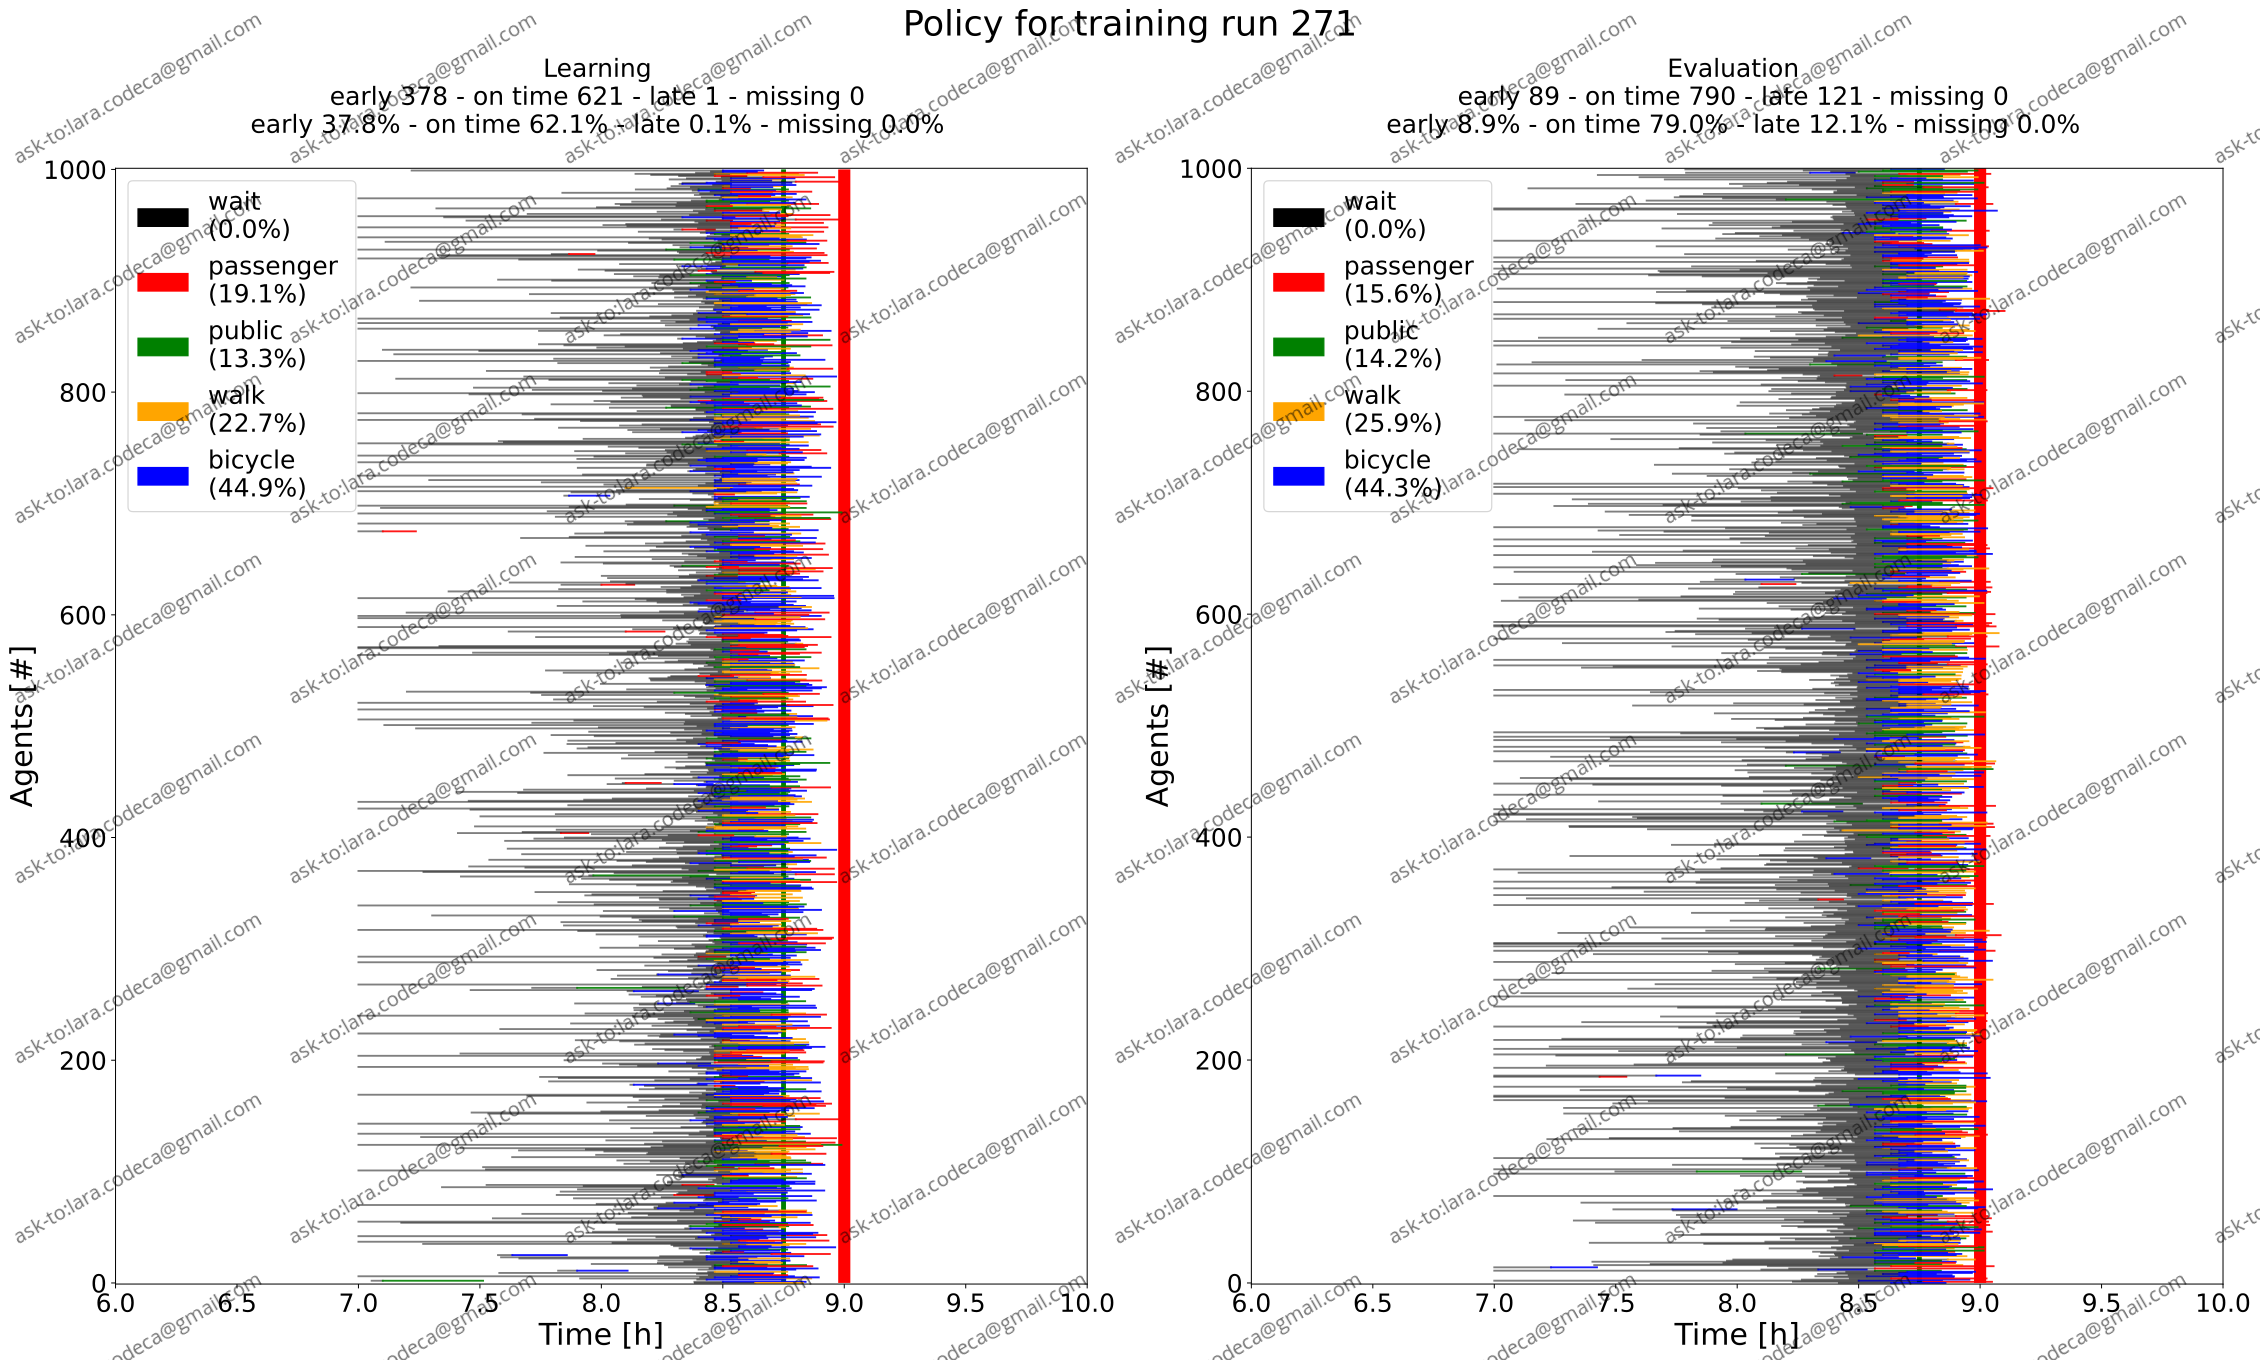 Policy for training run 271
Learning
early 378 - on time 621 - late 1 - missing 0
early 37.8% - on time 62.1% - late 0.1% - missing 0.0%
1000
800
600
400
200
0
Agents [#]
wait
(0.0%)
passenger
(19.1%)
public
(13.3%)
walk
(22.7%)
bicycle
(44.9%)
6.0 6.5 7.0 7.5 8.0 8.5 9.0 9.5 10.0
Time [h]
Evaluation
early 89 - on time 790 - late 121 - missing 0
early 8.9% - on time 79.0% - late 12.1% - missing 0.0%
1000
800
600
400
200
0
Agents [#]
wait
(0.0%)
passenger
(15.6%)
public
(14.2%)
walk
(25.9%)
bicycle
(44.3%)
6.0 6.5 7.0 7.5 8.0 8.5 9.0 9.5 10.0
Time [h]
ask-to:lara.codeca@gmail.com